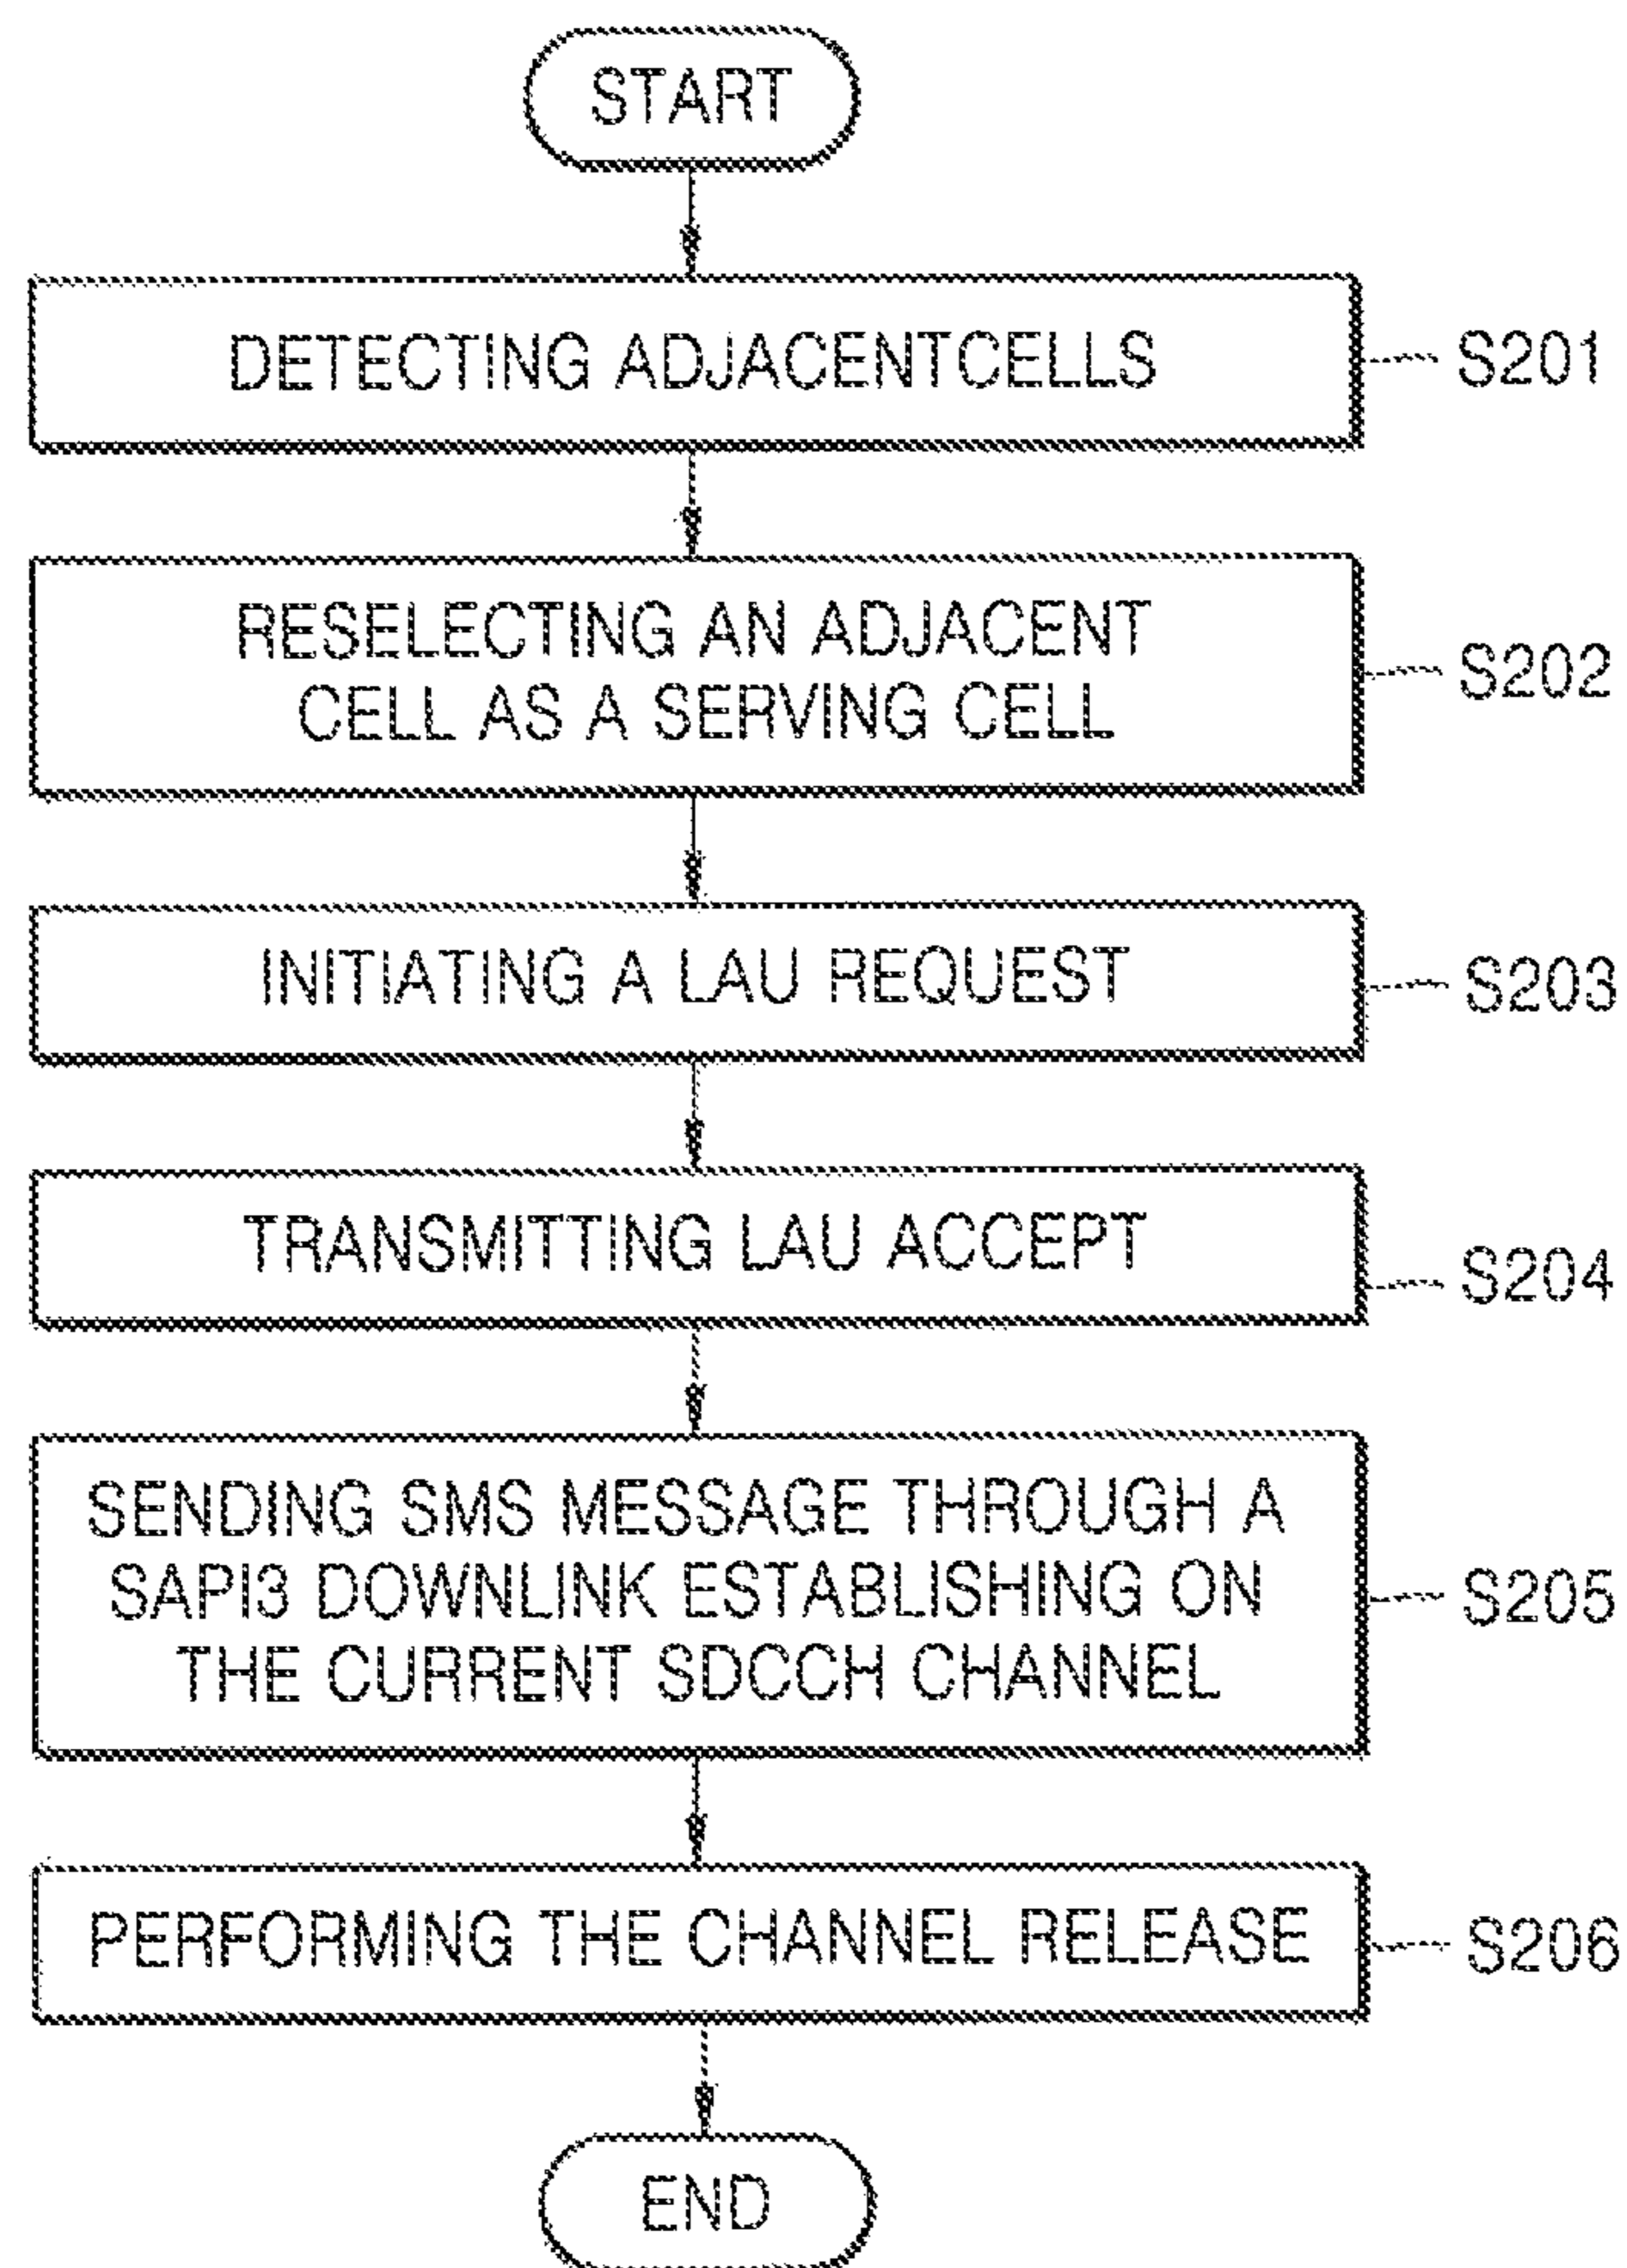 START
DETECTING ADJACENTCELLS
S201
RESELECTING AN ADJACENT
CELL AS A SERVING CELL
S202
INITIATING A LAU REQUEST
S203
TRANSMITTING LAU ACCEPT
S204
SENDING SMS MESSAGE THROUGH A
SAPI3 DOWNLINK ESTABLISHING ON
THE CURRENT SDCCH CHANNEL
S205
PERFORMING THE CHANNEL RELEASE
S206
END